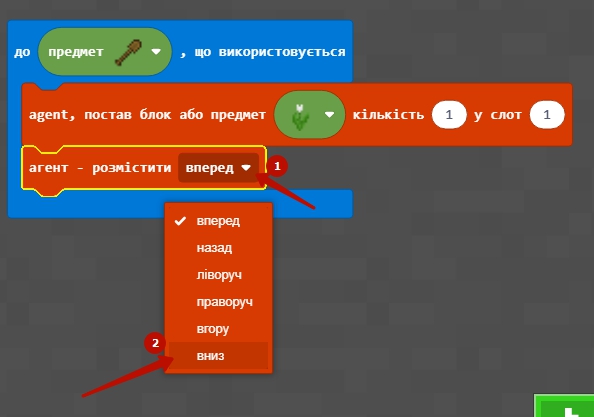 до предмет , що використовується
agent, постав блок або предмет кількість 1 у слот 1
агент - розмістити вперед 1
вперед
назад
ліворуч
праворуч
вгору
2 вниз